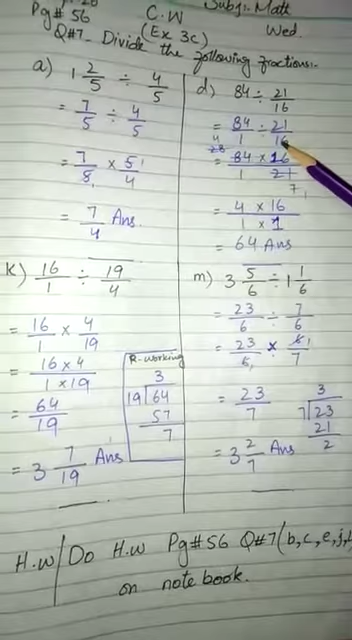 Pg # 56 C.W Subj:- Math
(Ex 3c) Wed.
Q#7- Divide the following fractions:-
a) 1 2/5 ÷ 4/5
= 7/5 ÷ 4/5
= 7/5 × 5/4
= 7/4 Ans.
d) 84 ÷ 21/16
= 84/1 ÷ 21/16
4
28
= 84 × 16 / 1 21
7,
= 4 × 16 / 1 × 1
= 64 Ans
k) 16/1 ÷ 19/4
= 16/1 × 4/19
= 16 × 4 / 1 × 19
= 64/19
= 3 7/19 Ans
R-working
3
19 64
57
7
m) 3 5/6 ÷ 1 1/6
= 23/6 ÷ 7/6
= 23/6, × 6 1/7
= 23/7
= 3 2/7 Ans
3
7 23
21
2
H.W/ Do H.W Pg#56 Q#7(b,c,e,j,
on notebook.